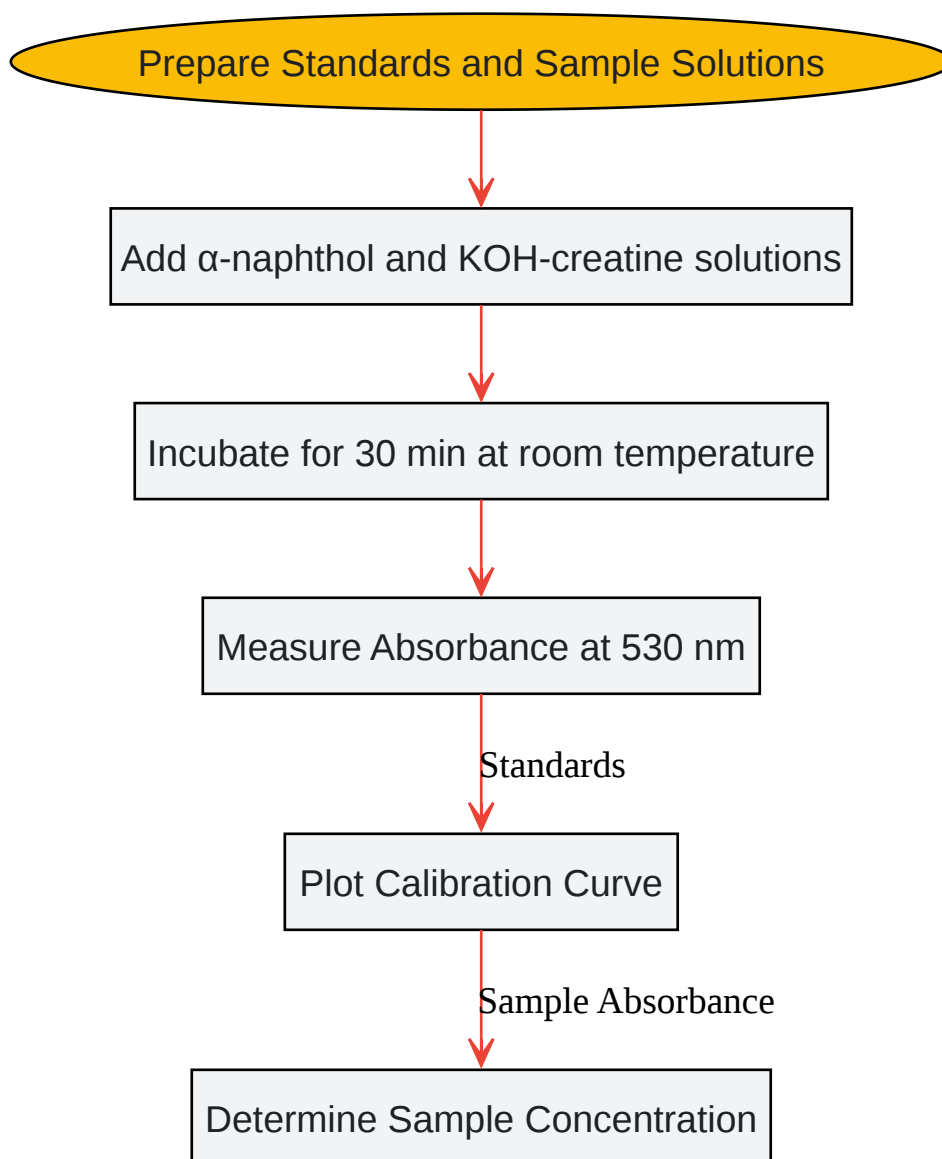 Prepare Standards and Sample Solutions
Add α-naphthol and KOH-creatine solutions
Incubate for 30 min at room temperature
Measure Absorbance at 530 nm
Standards
Plot Calibration Curve
Sample Absorbance
Determine Sample Concentration